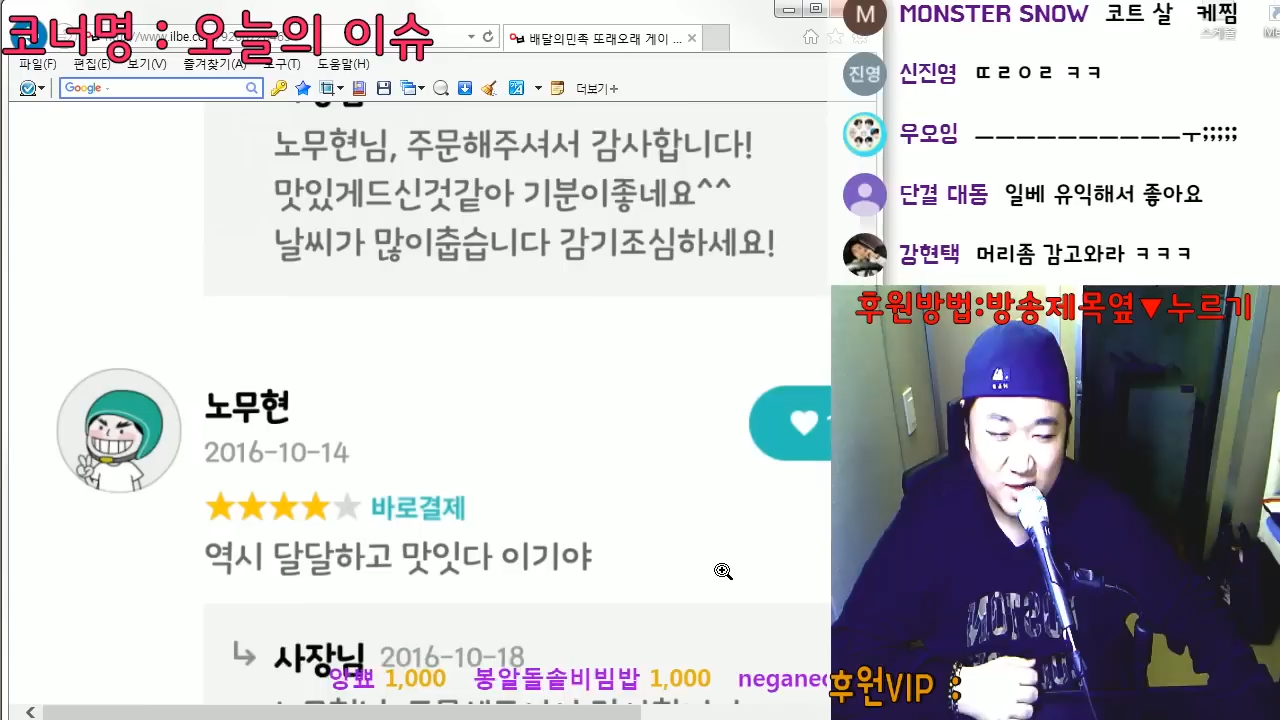 코너명 : 오늘의 이슈
배달의민족 또래오래 게이 ...
파일(F) 편집(E) 보기(V) 즐겨찾기(A) 도구(T) 도움말(H)
Google
더보기+
노무현님, 주문해주셔서 감사합니다!
맛있게드신것같아 기분이좋네요^^
날씨가 많이춥습니다 감기조심하세요!
노무현
2016-10-14
바로결제
역시 달달하고 맛잇다 이기야
사장님 2016-10-18
앙뾰 1,000 봉알돌솥비빔밥 1,000
MONSTER SNOW 코트 살 케찜
진영
신진영 ㄸㄹㅇㄹ ㅋㅋ
우오잉 ㅡㅡㅡㅡㅡㅡㅡㅡㅡㅡㅜ;;;;;
단결 대동 일베 유익해서 좋아요
강현택 머리좀 감고와라 ㅋㅋㅋ
후원방법:방송제목옆▼누르기
후원VIP :